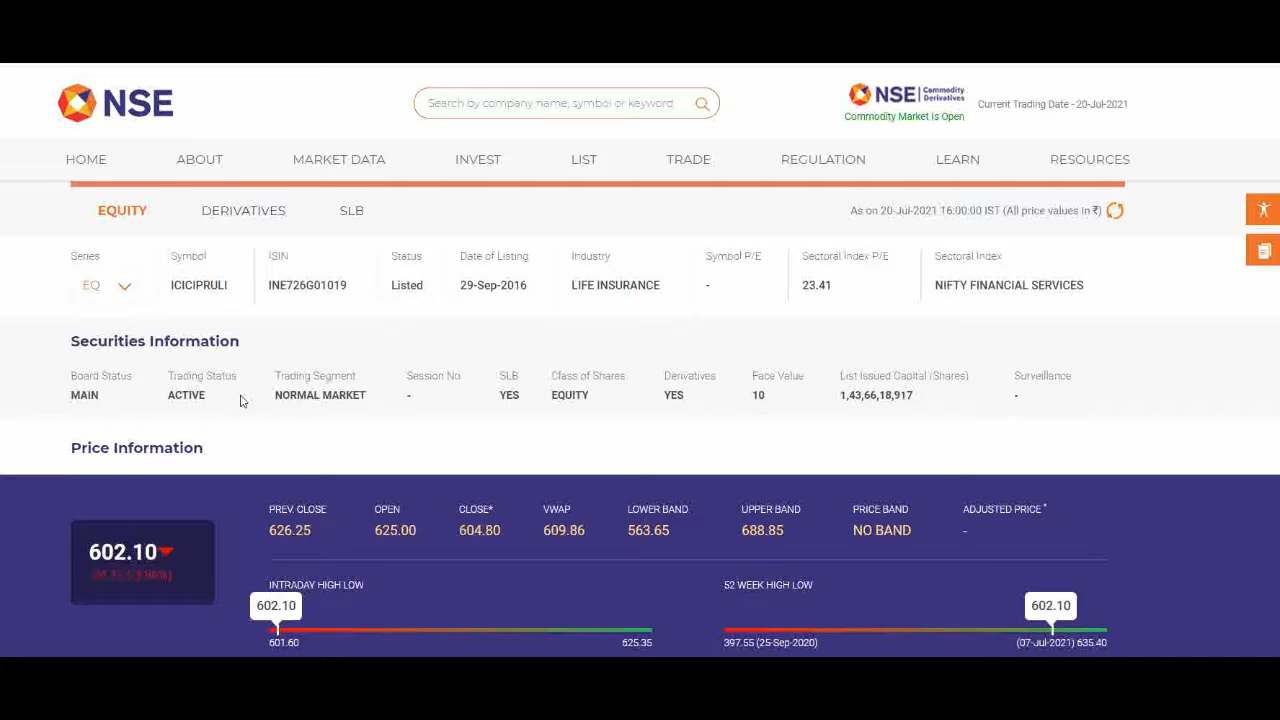 NSE
Search by company name, symbol or keyword
NSE | Commodity Derivatives
Commodity Market is Open
Current Trading Date - 20-Jul-2021
HOME ABOUT MARKET DATA INVEST LIST TRADE REGULATION LEARN RESOURCES
EQUITY DERIVATIVES SLB As on 20-Jul-2021 16:00:00 IST (All price values in ₹)
Series Symbol ISIN Status Date of Listing Industry Symbol P/E Sectoral Index P/E Sectoral Index
EQ ICICIPRULI INE726G01019 Listed 29-Sep-2016 LIFE INSURANCE - 23.41 NIFTY FINANCIAL SERVICES
Securities Information
Board Status Trading Status Trading Segment Session No. SLB Class of Shares Derivatives Face Value List Issued Capital (Shares) Surveillance
MAIN ACTIVE NORMAL MARKET - YES EQUITY YES 10 1,43,66,18,917 -
Price Information
PREV. CLOSE OPEN CLOSE* VWAP LOWER BAND UPPER BAND PRICE BAND ADJUSTED PRICE*
626.25 625.00 604.80 609.86 563.65 688.85 NO BAND -
602.10
INTRADAY HIGH LOW 52 WEEK HIGH LOW
602.10 602.10
601.60 625.35 397.55 (25-Sep-2020) (07-Jul-2021) 635.40